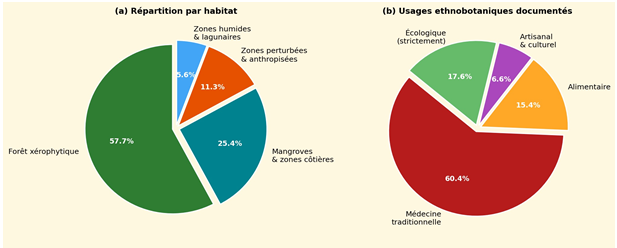 (a) Répartition par habitat
Zones humides
& lagunaires
Zones perturbées
& anthropisées
5.6%
11.3%
57.7%
25.4%
Forêt xérophytique
Mangroves
& zones côtières
(b) Usages ethnobotaniques documentés
Écologique
(strictement)
Artisanal
& culturel
17.6%
6.6%
Alimentaire
15.4%
60.4%
Médecine
traditionnelle